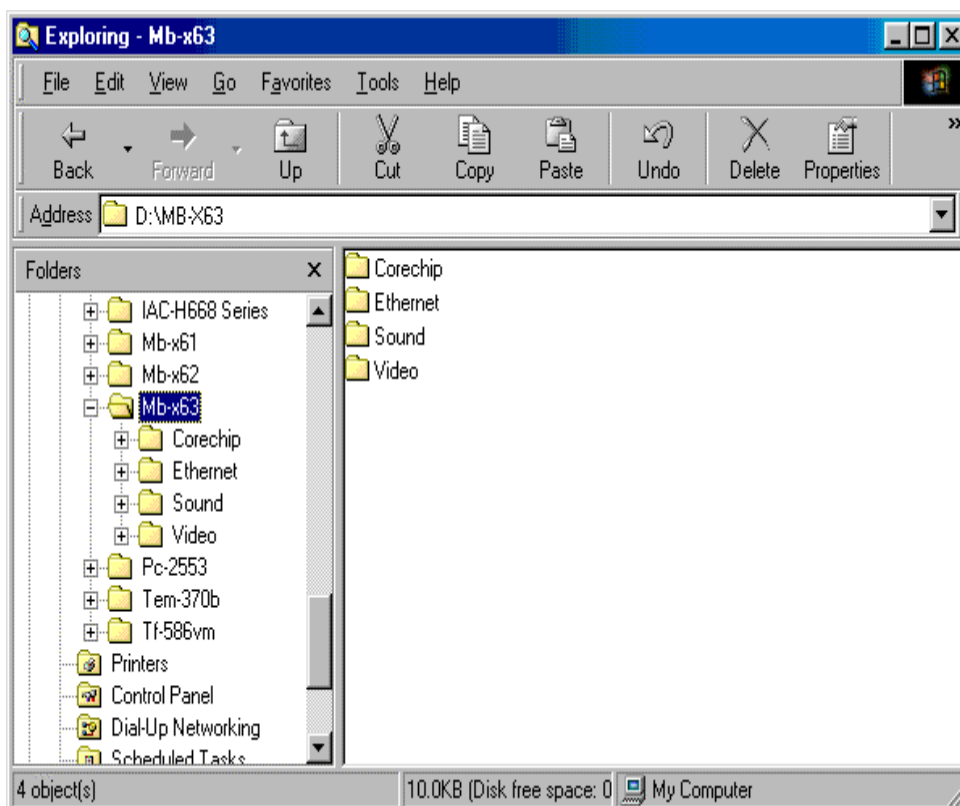 Exploring - Mb-x63
File Edit View Go Favorites Tools Help
Back Forward Up Cut Copy Paste Undo Delete Properties »
Address D:\MB-X63
Folders x
IAC-H668 Series
Mb-x61
Mb-x62
Mb-x63
Corechip
Ethernet
Sound
Video
Pc-2553
Tem-370b
Tf-586vm
Printers
Control Panel
Dial-Up Networking
Scheduled Tasks
Corechip
Ethernet
Sound
Video
4 object(s) 10.0KB (Disk free space: 0 My Computer